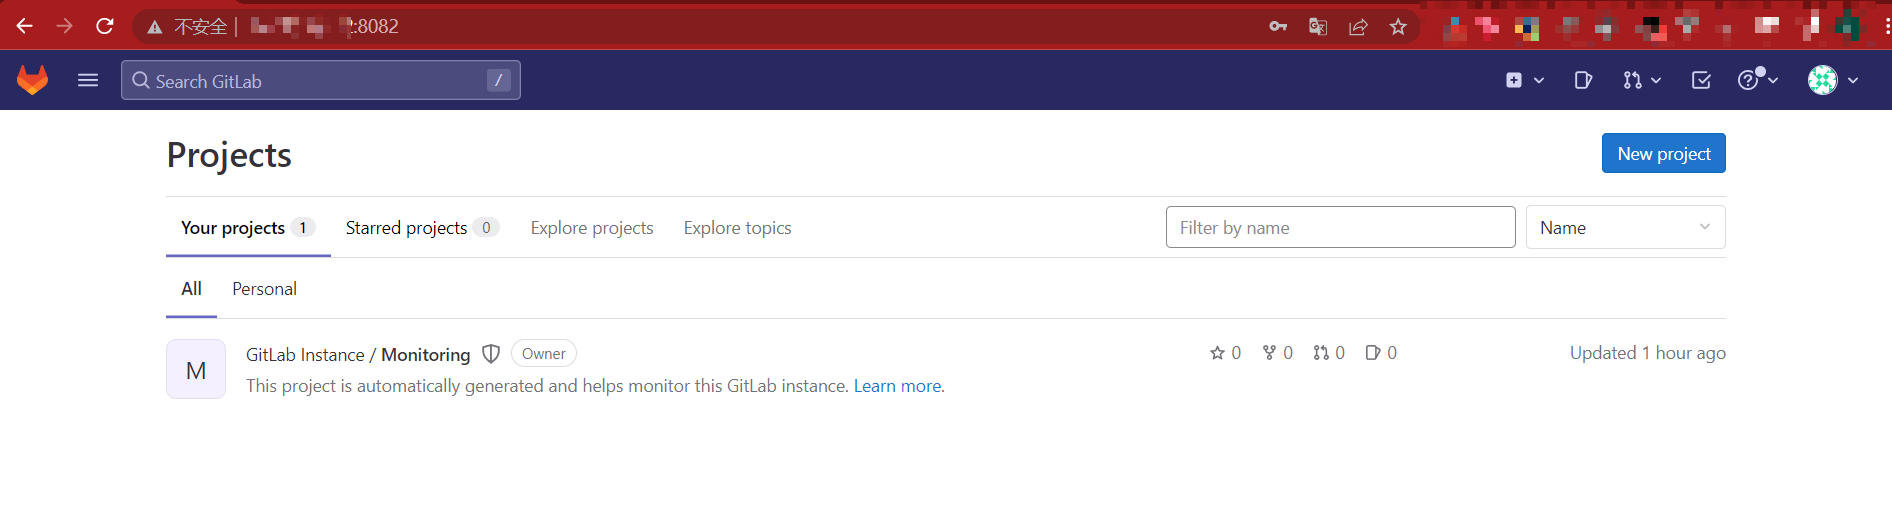 不安全 | :8082
Search GitLab /
Projects
New project
Your projects 1 Starred projects 0 Explore projects Explore topics Filter by name Name
All Personal
M GitLab Instance / Monitoring Owner 0 0 0 0 Updated 1 hour ago
This project is automatically generated and helps monitor this GitLab instance. Learn more.